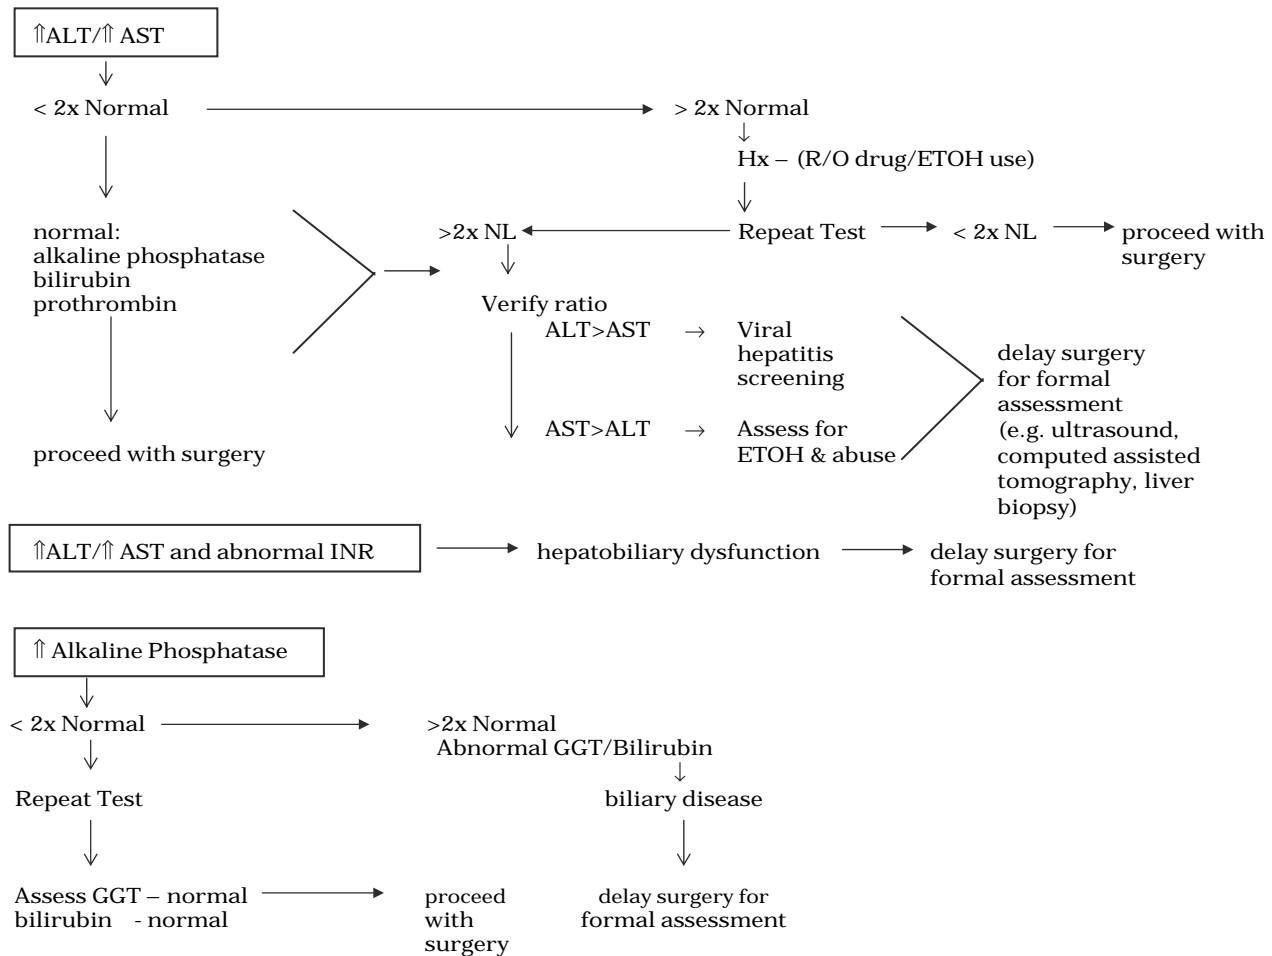 ⇑ALT/⇑ AST
< 2x Normal
> 2x Normal
Hx – (R/O drug/ETOH use)
normal:
alkaline phosphatase
bilirubin
prothrombin
>2x NL
Repeat Test
< 2x NL
proceed with
surgery
Verify ratio
ALT>AST
Viral
hepatitis
screening
AST>ALT
Assess for
ETOH & abuse
delay surgery
for formal
assessment
(e.g. ultrasound,
computed assisted
tomography, liver
biopsy)
proceed with surgery
⇑ALT/⇑ AST and abnormal INR
hepatobiliary dysfunction
delay surgery for
formal assessment
⇑ Alkaline Phosphatase
< 2x Normal
>2x Normal
Abnormal GGT/Bilirubin
Repeat Test
biliary disease
Assess GGT – normal
bilirubin - normal
proceed
with
surgery
delay surgery for
formal assessment